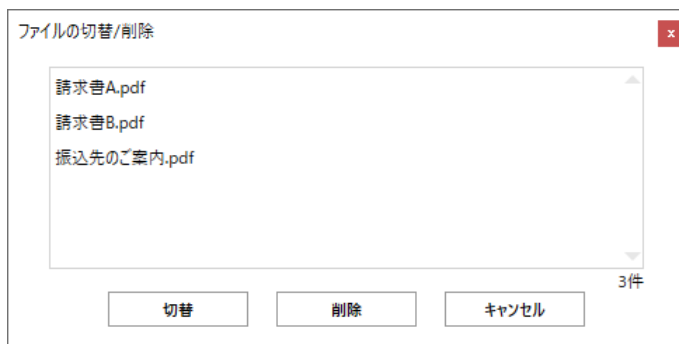 ファイルの切替/削除
x
請求書A.pdf
請求書B.pdf
振込先のご案内.pdf
3件
切替
削除
キャンセル